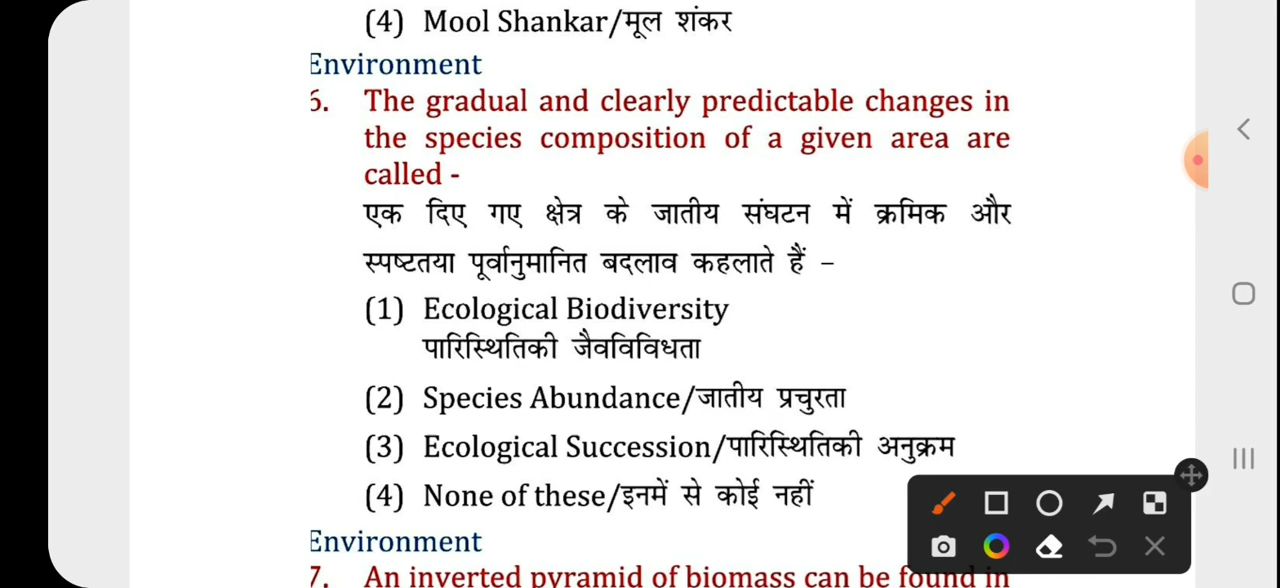 (4) Mool Shankar/मूल शंकर
Environment
6. The gradual and clearly predictable changes in
the species composition of a given area are
called -
एक दिए गए क्षेत्र के जातीय संघटन में क्रमिक और
स्पष्टतया पूर्वानुमानित बदलाव कहलाते हैं –
(1) Ecological Biodiversity
पारिस्थितिकी जैवविविधता
(2) Species Abundance/जातीय प्रचुरता
(3) Ecological Succession/पारिस्थितिकी अनुक्रम
(4) None of these/इनमें से कोई नहीं
Environment
7. An inverted pyramid of biomass can be found in